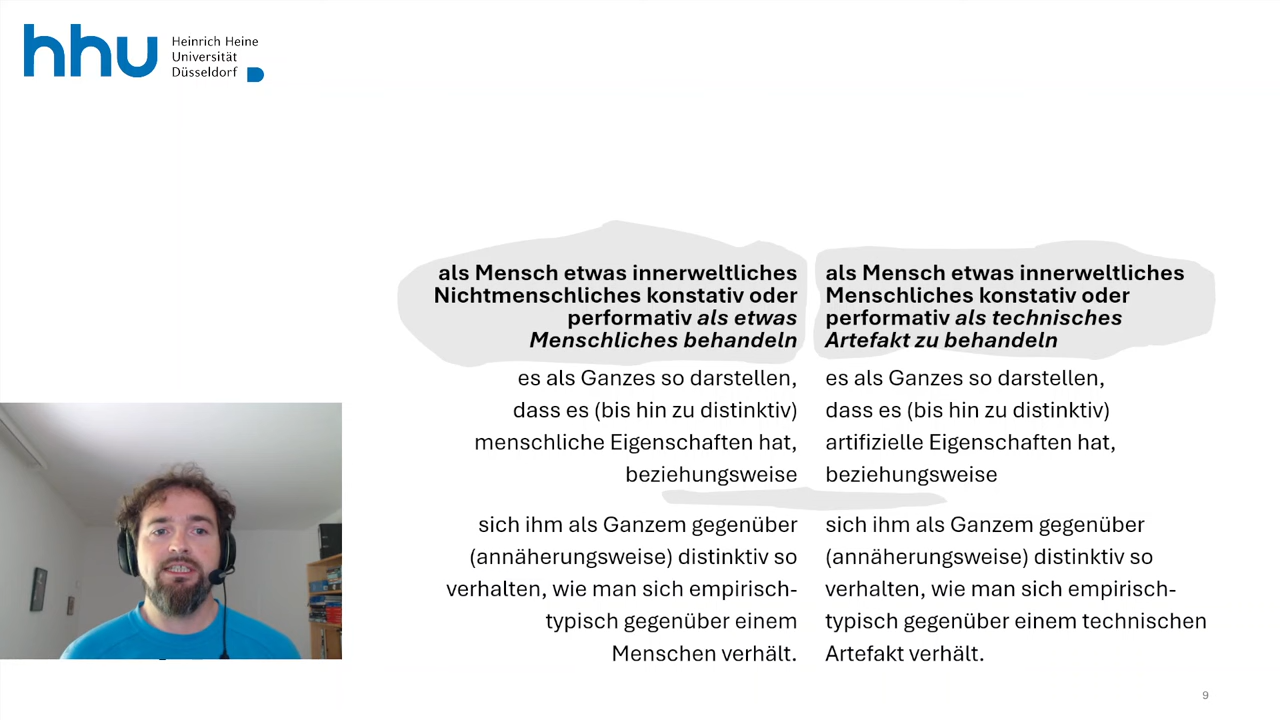 hhu
Heinrich Heine
Universität
Düsseldorf
als Mensch etwas innerweltliches
Nichtmenschliches konstativ oder
performativ als etwas
Menschliches behandeln
es als Ganzes so darstellen,
dass es (bis hin zu distinktiv)
menschliche Eigenschaften hat,
beziehungsweise
sich ihm als Ganzem gegenüber
(annäherungsweise) distinktiv so
verhalten, wie man sich empirisch-
typisch gegenüber einem
Menschen verhält.
als Mensch etwas innerweltliches
Menschliches konstativ oder
performativ als technisches
Artefakt zu behandeln
es als Ganzes so darstellen,
dass es (bis hin zu distinktiv)
artifizielle Eigenschaften hat,
beziehungsweise
sich ihm als Ganzem gegenüber
(annäherungsweise) distinktiv so
verhalten, wie man sich empirisch-
typisch gegenüber einem technischen
Artefakt verhält.
9